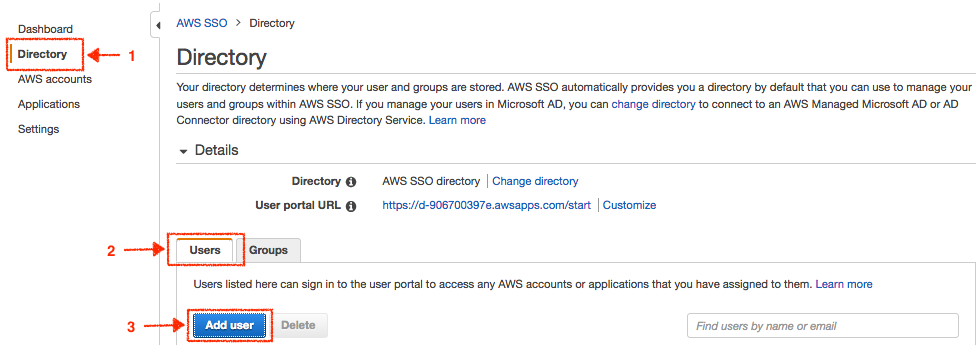 Dashboard
Directory
1
AWS accounts
Applications
Settings
AWS SSO > Directory
Directory
Your directory determines where your user and groups are stored. AWS SSO automatically provides you a directory by default that you can use to manage your
users and groups within AWS SSO. If you manage your users in Microsoft AD, you can change directory to connect to an AWS Managed Microsoft AD or AD
Connector directory using AWS Directory Service. Learn more
Details
Directory AWS SSO directory | Change directory
User portal URL https://d-906700397e.awsapps.com/start | Customize
2
Users Groups
Users listed here can sign in to the user portal to access any AWS accounts or applications that you have assigned to them. Learn more
3
Add user Delete Find users by name or email